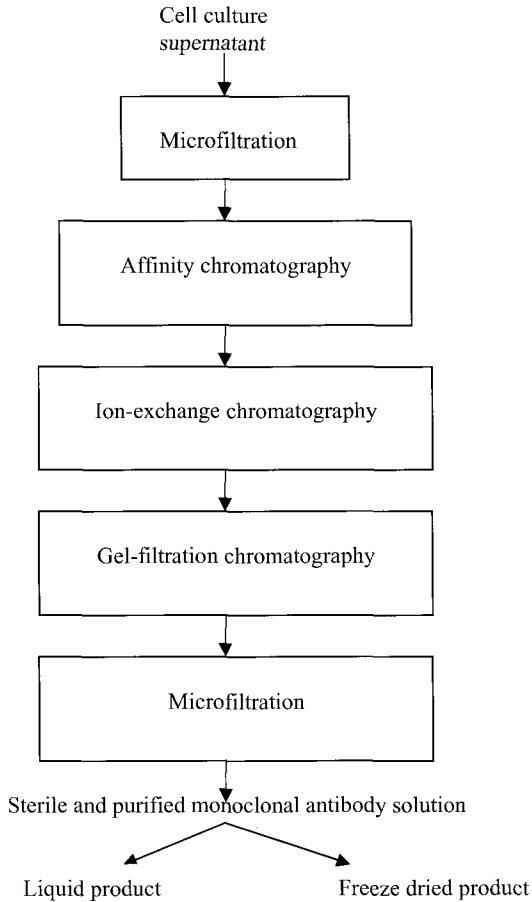 Cell culture
supernatant
Microfiltration
Affinity chromatography
Ion-exchange chromatography
Gel-filtration chromatography
Microfiltration
Sterile and purified monoclonal antibody solution
Liquid product
Freeze dried product